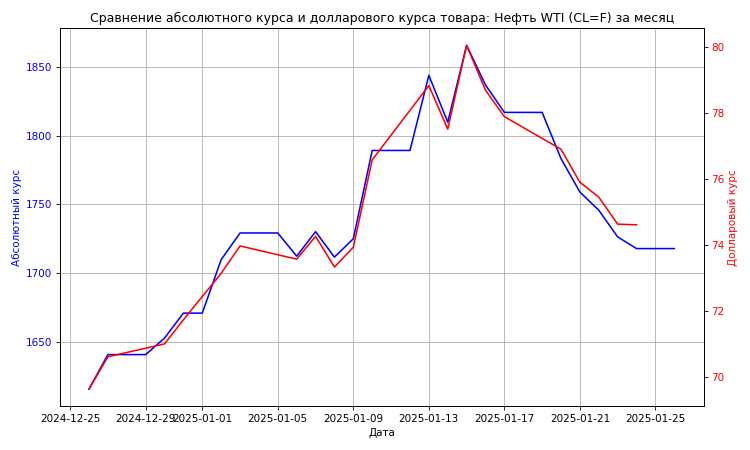 Сравнение абсолютного курса и долларового курса товара: Нефть WTI (CL=F) за месяц
Абсолютный курс
1850
1800
1750
1700
1650
80
78
76
74
72
70
Долларовый курс
2024-12-25 2024-12-29 2025-01-01 2025-01-05 2025-01-09 2025-01-13 2025-01-17 2025-01-21 2025-01-25
Дата